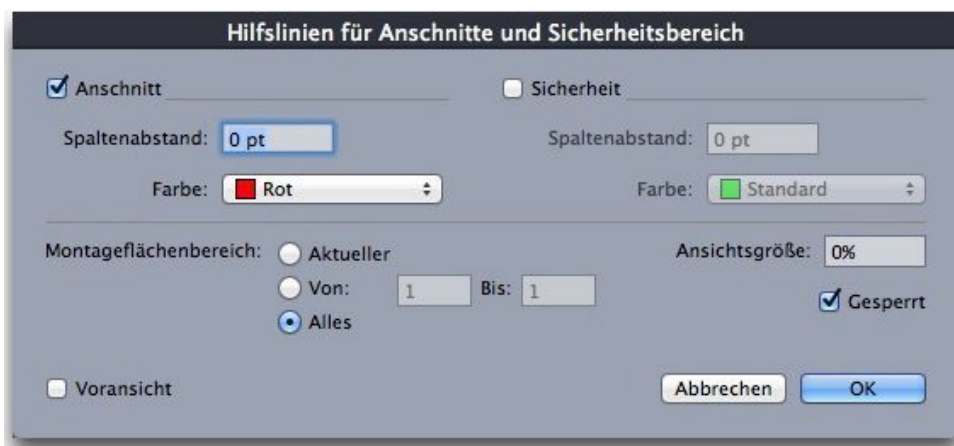 Hilfslinien für Anschnitte und Sicherheitsbereich
Anschnitt
Sicherheit
Spaltenabstand: 0 pt
Spaltenabstand: 0 pt
Farbe: Rot
Farbe: Standard
Montageflächenbereich: Aktueller
Ansichtsgröße: 0%
Von: 1 Bis: 1
Gesperrt
Alles
Voransicht
Abbrechen
OK